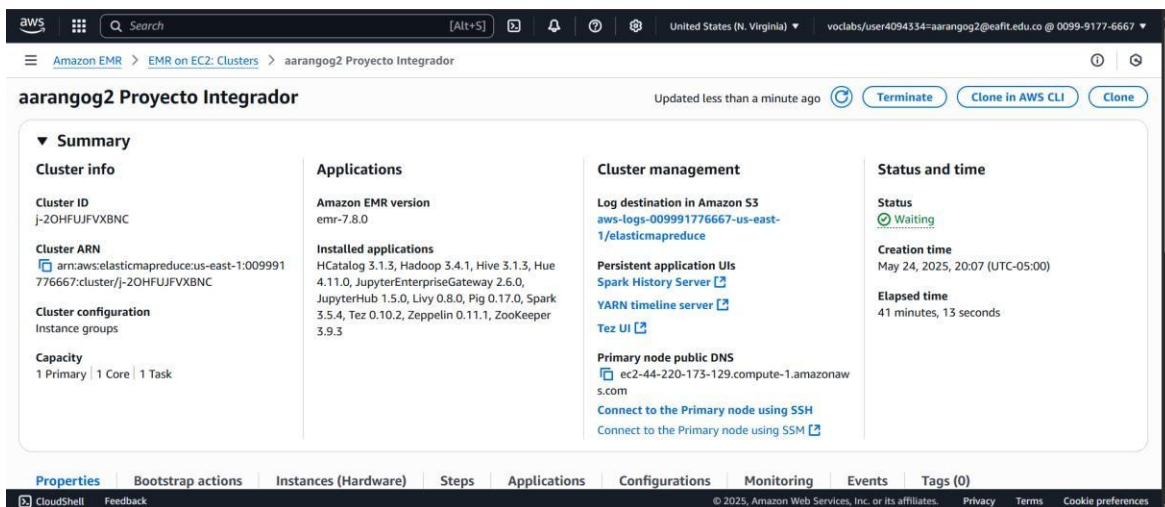 aws
Search [Alt+S]
United States (N. Virginia) ▼ voclabs/user4094334=aarangog2@eafit.edu.co @ 0099-9177-6667 ▼
Amazon EMR > EMR on EC2: Clusters > aarangog2 Proyecto Integrador
aarangog2 Proyecto Integrador
Updated less than a minute ago Terminate Clone in AWS CLI Clone
▼ Summary
Cluster info
Cluster ID
j-2OHFUJFVXBNC
Cluster ARN
arn:aws:elasticmapreduce:us-east-1:009991
776667:cluster/j-2OHFUJFVXBNC
Cluster configuration
Instance groups
Capacity
1 Primary | 1 Core | 1 Task
Applications
Amazon EMR version
emr-7.8.0
Installed applications
HCatalog 3.1.3, Hadoop 3.4.1, Hive 3.1.3, Hue
4.11.0, JupyterEnterpriseGateway 2.6.0,
JupyterHub 1.5.0, Livy 0.8.0, Pig 0.17.0, Spark
3.5.4, Tez 0.10.2, Zeppelin 0.11.1, ZooKeeper
3.9.3
Cluster management
Log destination in Amazon S3
aws-logs-009991776667-us-east-
1/elasticmapreduce
Persistent application UIs
Spark History Server
YARN timeline server
Tez UI
Primary node public DNS
ec2-44-220-173-129.compute-1.amazonaw
s.com
Connect to the Primary node using SSH
Connect to the Primary node using SSM
Status and time
Status
Waiting
Creation time
May 24, 2025, 20:07 (UTC-05:00)
Elapsed time
41 minutes, 13 seconds
Properties Bootstrap actions Instances (Hardware) Steps Applications Configurations Monitoring Events Tags (0)
CloudShell Feedback © 2025, Amazon Web Services, Inc. or its affiliates. Privacy Terms Cookie preferences